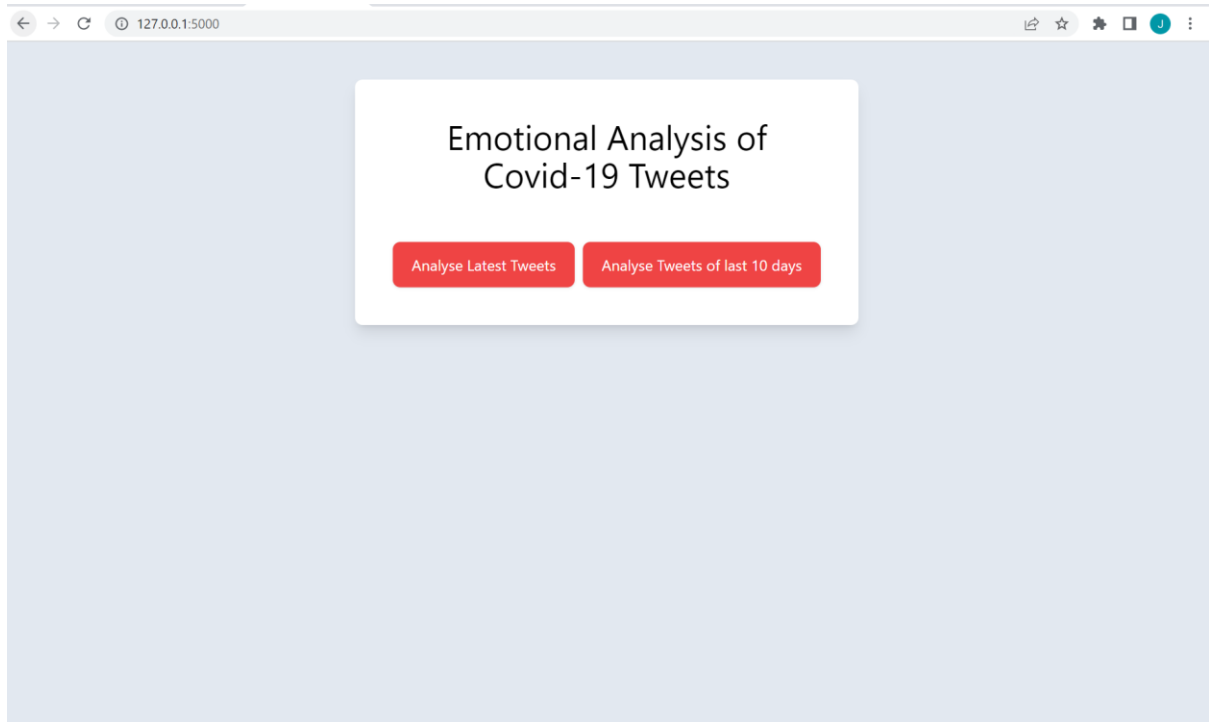 127.0.0.1:5000
J
Emotional Analysis of
Covid-19 Tweets
Analyse Latest Tweets
Analyse Tweets of last 10 days